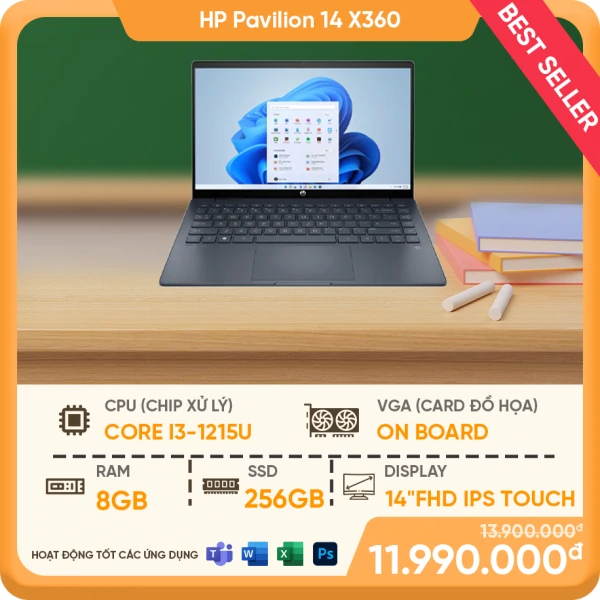 HP Pavilion 14 X360
BEST SELLER
CPU (CHIP XỬ LÝ)
CORE I3-1215U
VGA (CARD ĐỒ HỌA)
ON BOARD
RAM
8GB
SSD
256GB
DISPLAY
14"FHD IPS TOUCH
HOẠT ĐỘNG TỐT CÁC ỨNG DỤNG
T
W
X
Ps
13.900.000đ
11.990.000đ